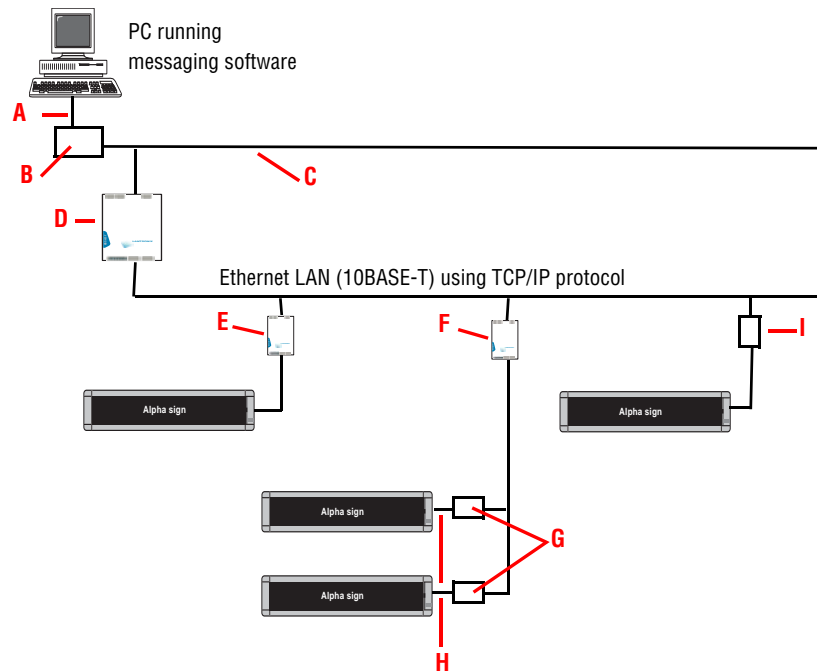 PC running
messaging software
A
B
C
D
Ethernet LAN (10BASE-T) using TCP/IP protocol
E
F
I
Alpha sign
Alpha sign
Alpha sign
G
Alpha sign
H